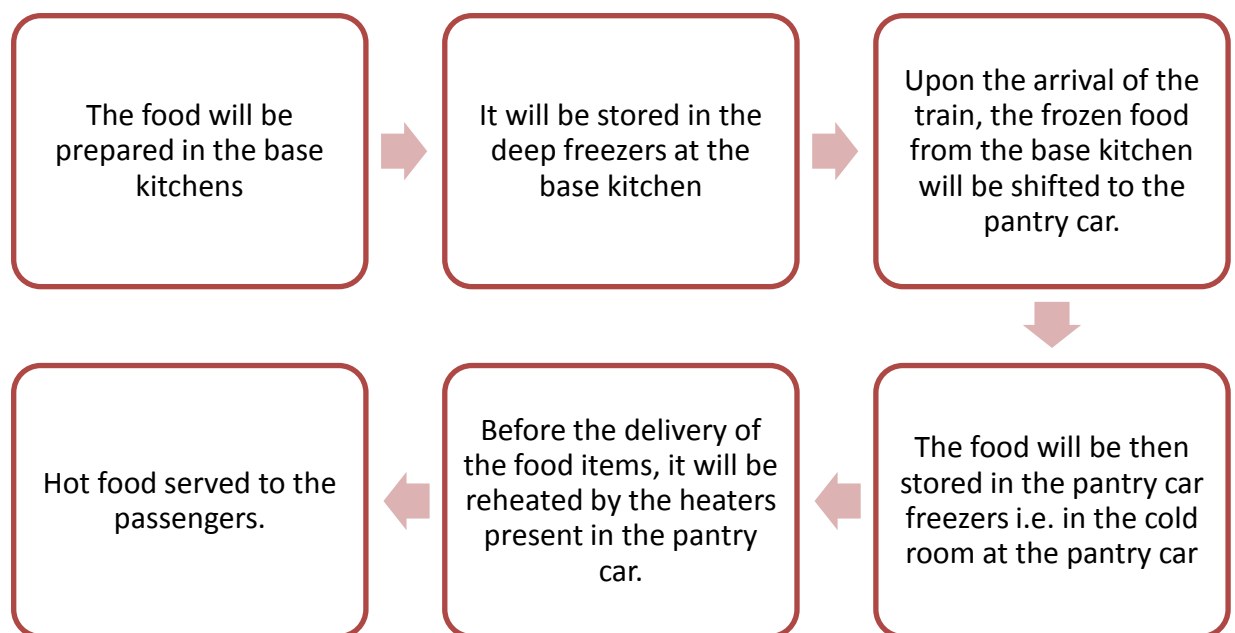 The food will be
prepared in the base
kitchens
It will be stored in the
deep freezers at the
base kitchen
Upon the arrival of the
train, the frozen food
from the base kitchen
will be shifted to the
pantry car.
The food will be then
stored in the pantry car
freezers i.e. in the cold
room at the pantry car
Before the delivery of
the food items, it will be
reheated by the heaters
present in the pantry
car.
Hot food served to the
passengers.